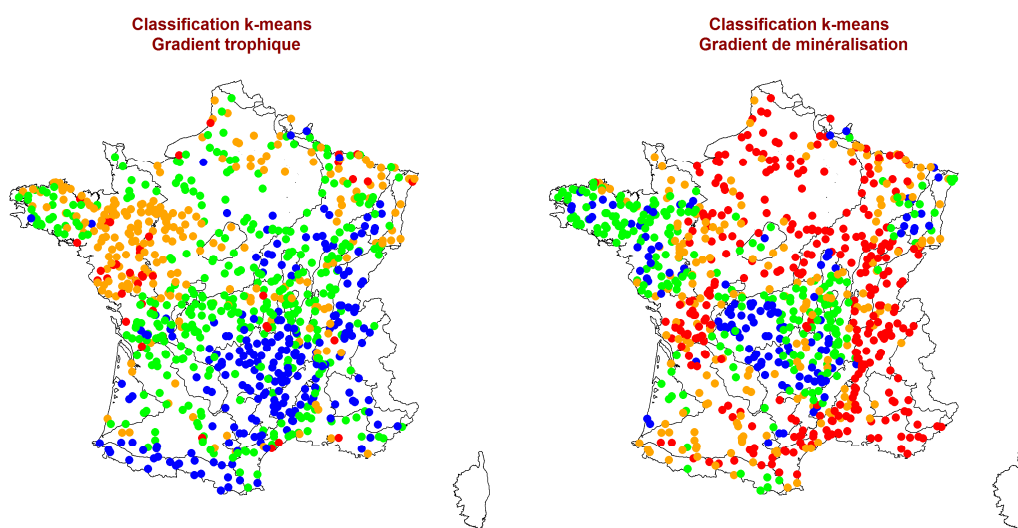 Classification k-means
Gradient trophique
Classification k-means
Gradient de minéralisation